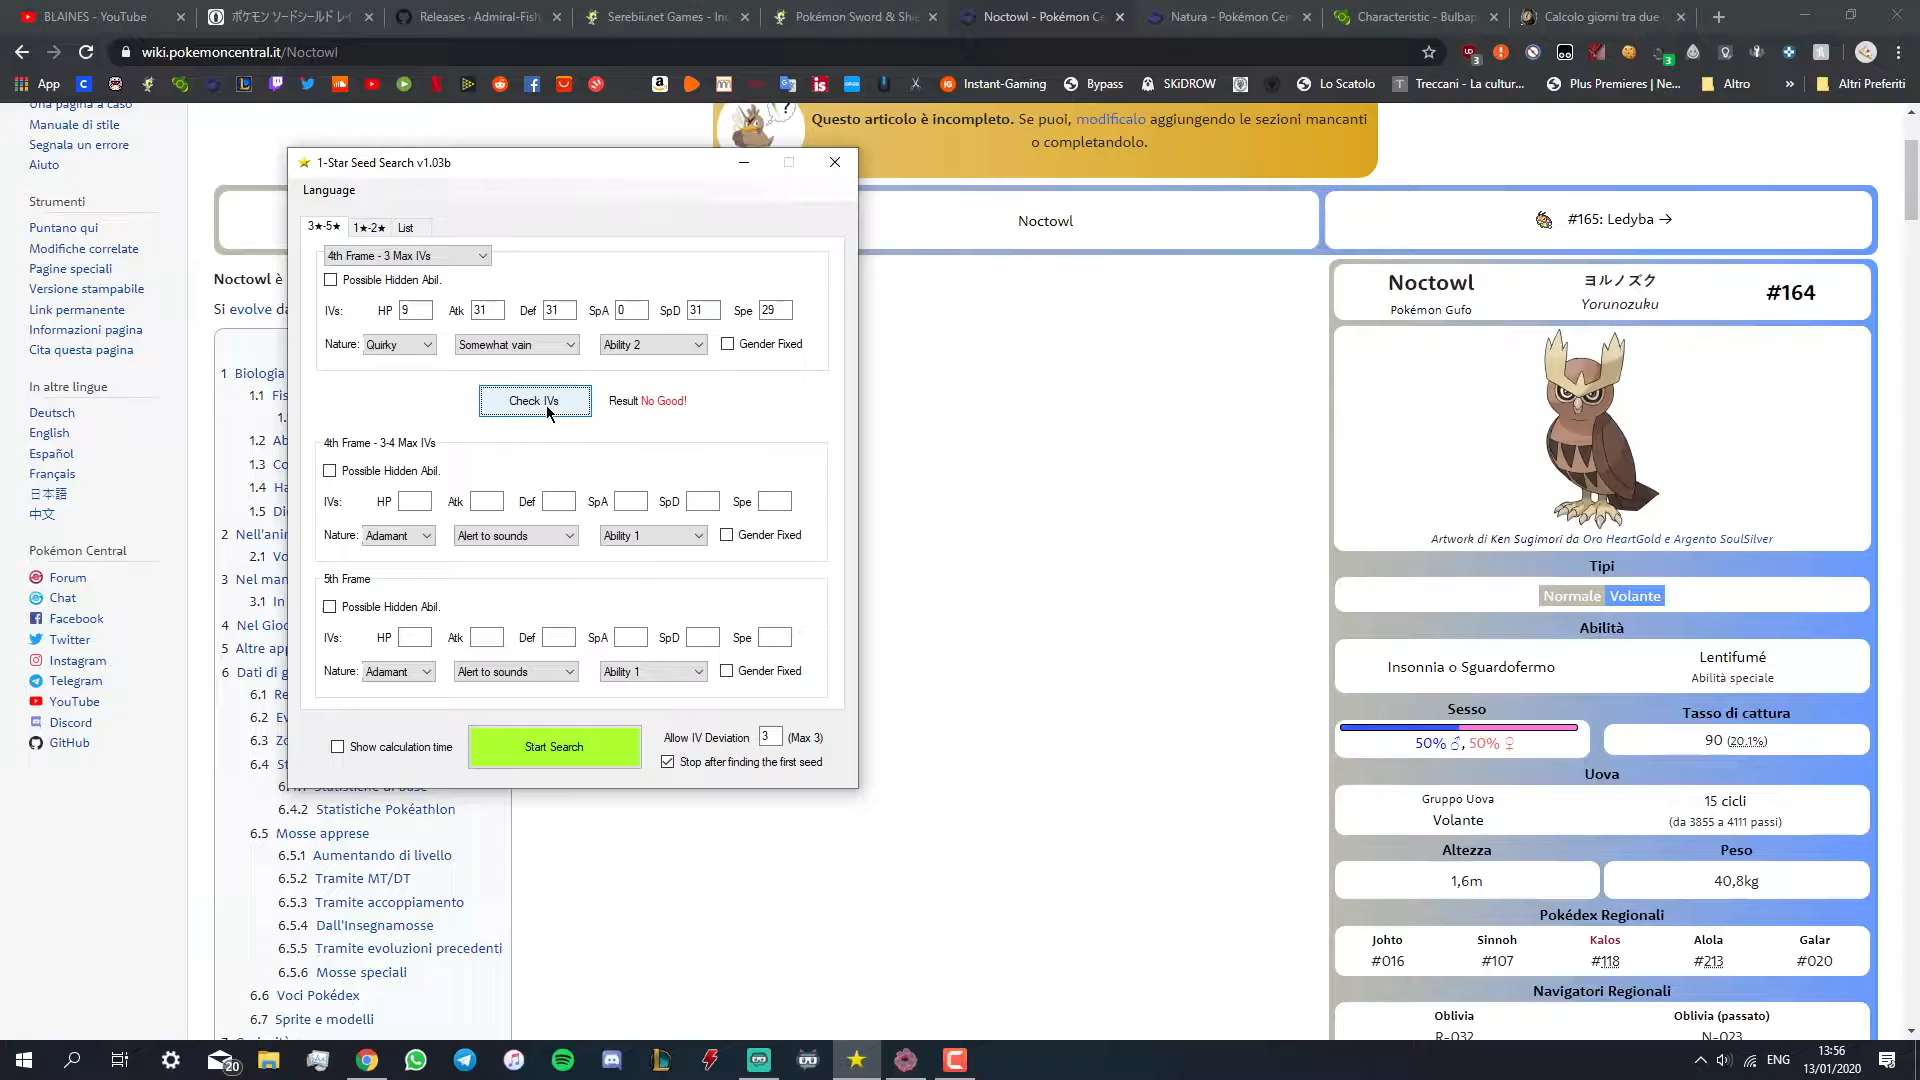 BLAINES - YouTube
ポケモン ソードシールド レイ
Releases · Admiral-Fish
Serebii.net Games - In
Pokémon Sword & Shi
Noctowl - Pokémon Ce
Natura - Pokémon Cen
Characteristic - Bulbap
Calcolo giorni tra due
wiki.pokemoncentral.it/Noctowl
App
Instant-Gaming
Bypass
SKiDROW
Lo Scatolo
Treccani - La cultur...
Plus Premieres | Ne...
Altro
Altri Preferiti
Una pagina a caso
Manuale di stile
Segnala un errore
Aiuto
Strumenti
Puntano qui
Modifiche correlate
Pagine speciali
Versione stampabile
Link permanente
Informazioni pagina
Cita questa pagina
In altre lingue
Deutsch
English
Español
Français
日本語
中文
Pokémon Central
Forum
Chat
Facebook
Twitter
Instagram
Telegram
YouTube
Discord
GitHub
Questo articolo è incompleto. Se puoi, modificalo aggiungendo le sezioni mancanti
o completandolo.
Noctowl
#165: Ledyba →
Noctowl è
Si evolve da
1 Biologia
1.1 Fis
1.2 Ab
1.3 Co
1.4 Ha
1.5 Di
2 Nell'anim
2.1 Vo
3 Nel man
3.1 In
4 Nel Gioc
5 Altre app
6 Dati di g
6.1 Re
6.2 Ev
6.3 Zo
6.4 St
6.4.1 Statistiche di base
6.4.2 Statistiche Pokéathlon
6.5 Mosse apprese
6.5.1 Aumentando di livello
6.5.2 Tramite MT/DT
6.5.3 Tramite accoppiamento
6.5.4 Dall'Insegnamosse
6.5.5 Tramite evoluzioni precedenti
6.5.6 Mosse speciali
6.6 Voci Pokédex
6.7 Sprite e modelli
1-Star Seed Search v1.03b
Language
3★-5★ 1★-2★ List
4th Frame - 3 Max IVs
Possible Hidden Abil.
IVs: HP 9 Atk 31 Def 31 SpA 0 SpD 31 Spe 29
Nature: Quirky Somewhat vain Ability 2 Gender Fixed
Check IVs Result No Good!
4th Frame - 3-4 Max IVs
Possible Hidden Abil.
IVs: HP Atk Def SpA SpD Spe
Nature: Adamant Alert to sounds Ability 1 Gender Fixed
5th Frame
Possible Hidden Abil.
IVs: HP Atk Def SpA SpD Spe
Nature: Adamant Alert to sounds Ability 1 Gender Fixed
Show calculation time
Start Search
Allow IV Deviation 3 (Max 3)
Stop after finding the first seed
Noctowl
Pokémon Gufo
ヨルノズク
Yorunozuku
#164
Artwork di Ken Sugimori da Oro HeartGold e Argento SoulSilver
Tipi
Normale Volante
Abilità
Insonnia o Sguardofermo
Lentifumé
Abilità speciale
Sesso
50% ♂, 50% ♀
Tasso di cattura
90 (20.1%)
Uova
Gruppo Uova
Volante
15 cicli
(da 3855 a 4111 passi)
Altezza
1,6m
Peso
40,8kg
Pokédex Regionali
Johto Sinnoh Kalos Alola Galar
#016 #107 #118 #213 #020
Navigatori Regionali
Oblivia Oblivia (passato)
R-032 N-023
20
ENG
13:56
13/01/2020